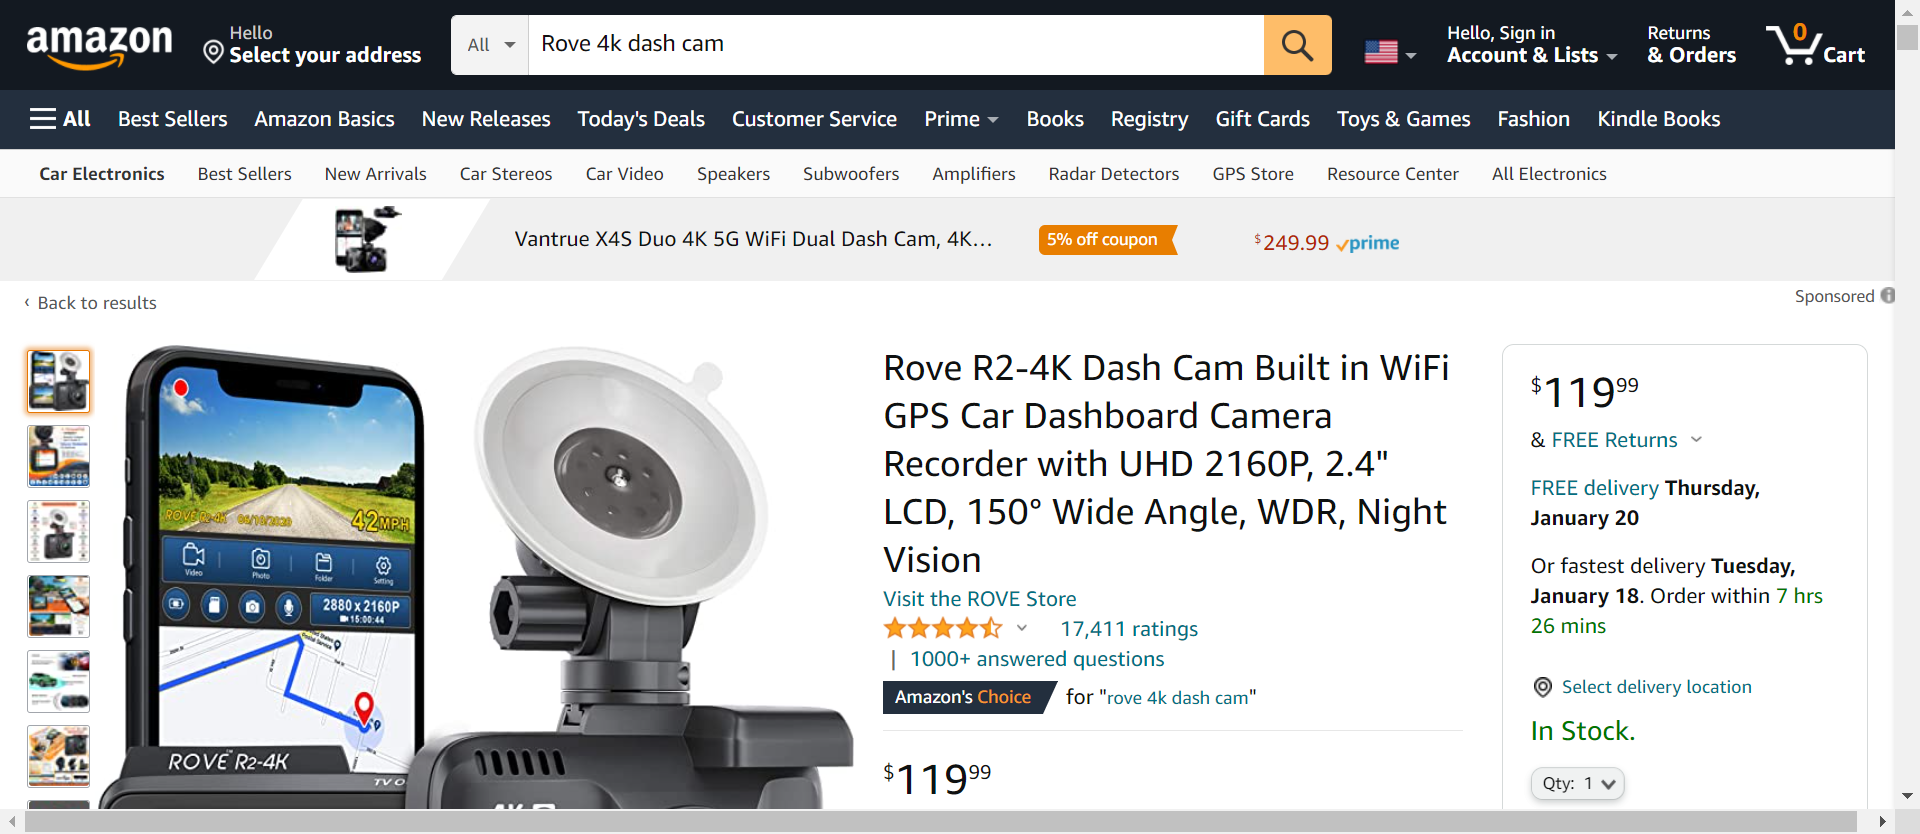 amazon
Hello
Select your address
All
Rove 4k dash cam
Hello, Sign in
Account & Lists
Returns
& Orders
0
Cart
All Best Sellers Amazon Basics New Releases Today's Deals Customer Service Prime Books Registry Gift Cards Toys & Games Fashion Kindle Books
Car Electronics Best Sellers New Arrivals Car Stereos Car Video Speakers Subwoofers Amplifiers Radar Detectors GPS Store Resource Center All Electronics
Vantrue X4S Duo 4K 5G WiFi Dual Dash Cam, 4K... 5% off coupon $249.99 prime
‹ Back to results
Sponsored
ROVE R2-4K 06/10/2020 42MPH
Video Photo Folder Setting
2880 x 2160P
15:00:44
ROVE™ R2-4K
TV O
Rove R2-4K Dash Cam Built in WiFi
GPS Car Dashboard Camera
Recorder with UHD 2160P, 2.4"
LCD, 150° Wide Angle, WDR, Night
Vision
Visit the ROVE Store
17,411 ratings
| 1000+ answered questions
Amazon's Choice for "rove 4k dash cam"
$119 99
$119 99
& FREE Returns
FREE delivery Thursday,
January 20
Or fastest delivery Tuesday,
January 18. Order within 7 hrs
26 mins
Select delivery location
In Stock.
Qty: 1